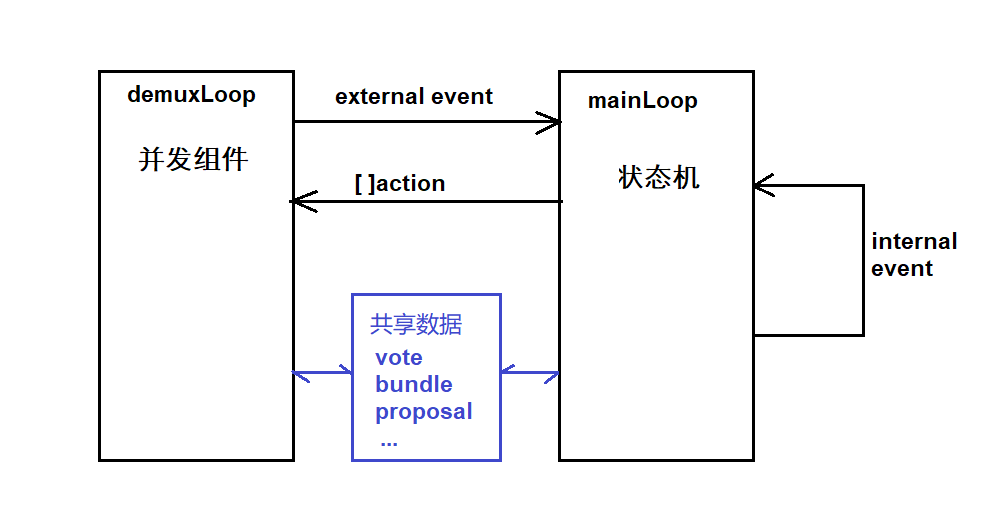 demuxLoop
并发组件
external event
[ ]action
mainLoop
状态机
internal
event
共享数据
vote
bundle
proposal
...